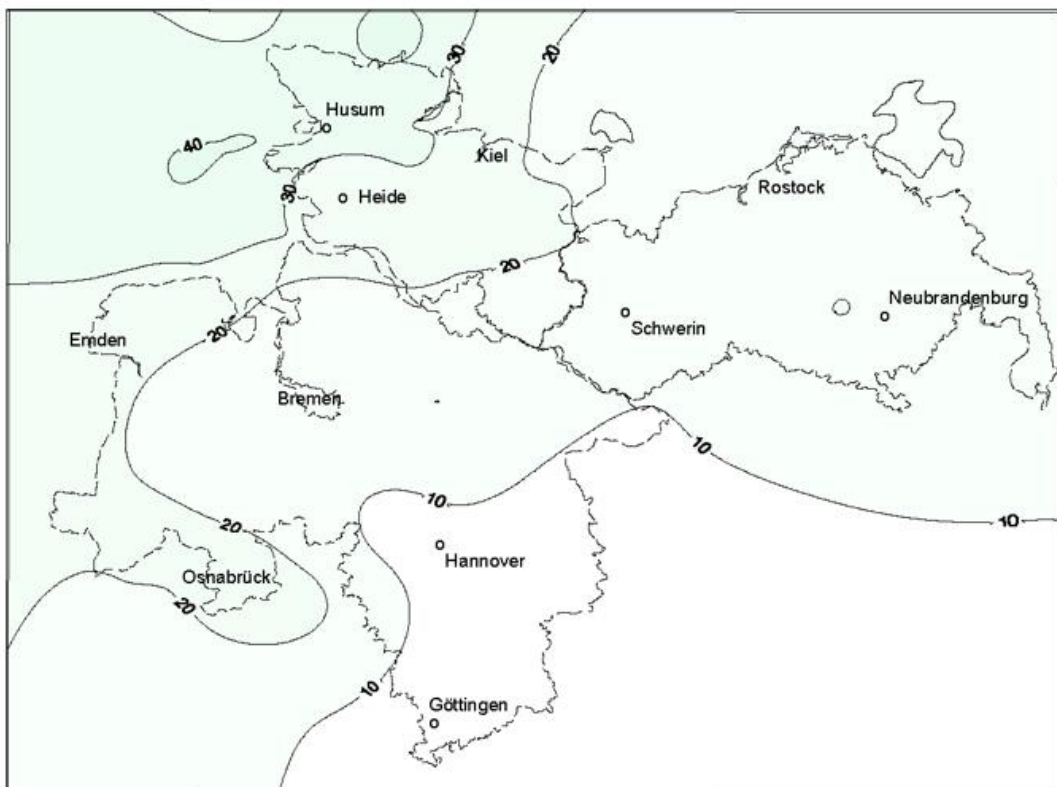 30
20
Husum
40
Kiel
30
Heide
Rostock
20
Neubrandenburg
20
Schwerin
Emden
Bremen
10
10
20
10
Hannover
Osnabrück
20
10
Göttingen